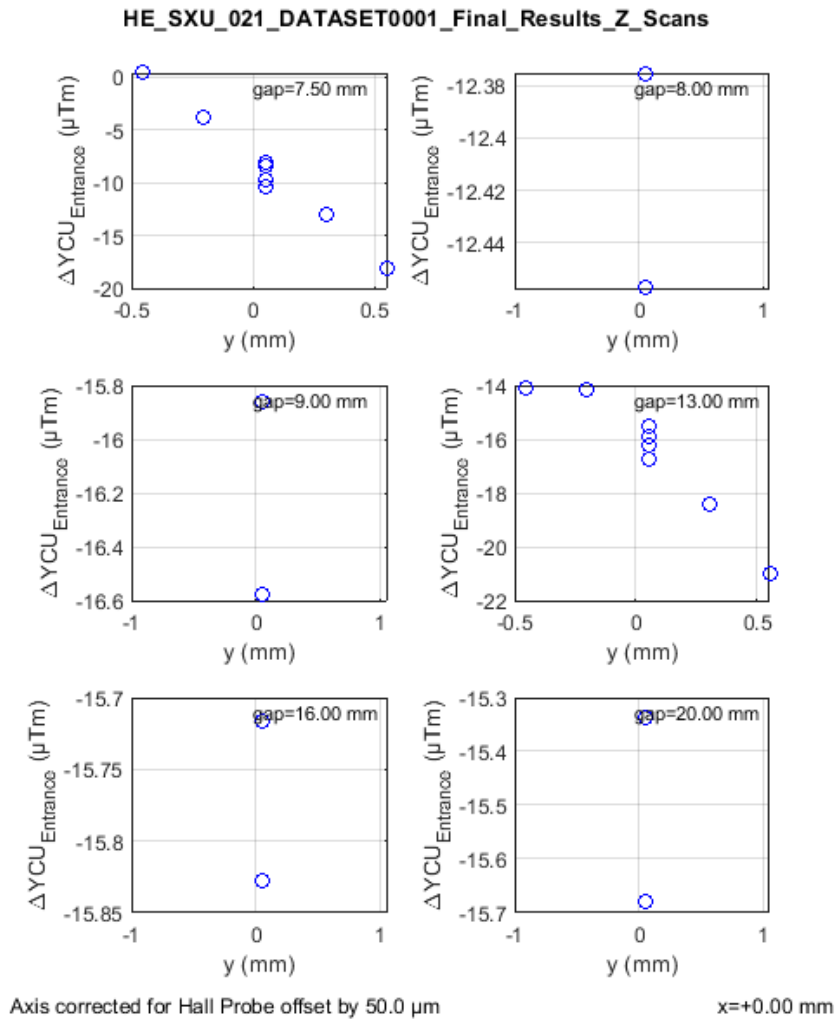 HE_SXU_021_DATASET0001_Final_Results_Z_Scans
gap=7.50 mm
ΔYCU_Entrance (μTm)
0
-5
-10
-15
-20
-0.5
0
0.5
y (mm)
gap=8.00 mm
ΔYCU_Entrance (μTm)
-12.38
-12.4
-12.42
-12.44
-1
0
1
y (mm)
gap=9.00 mm
ΔYCU_Entrance (μTm)
-15.8
-16
-16.2
-16.4
-16.6
-1
0
1
y (mm)
gap=13.00 mm
ΔYCU_Entrance (μTm)
-14
-16
-18
-20
-22
-0.5
0
0.5
y (mm)
gap=16.00 mm
ΔYCU_Entrance (μTm)
-15.7
-15.75
-15.8
-15.85
-1
0
1
y (mm)
gap=20.00 mm
ΔYCU_Entrance (μTm)
-15.3
-15.4
-15.5
-15.6
-15.7
-1
0
1
y (mm)
Axis corrected for Hall Probe offset by 50.0 μm
x=+0.00 mm